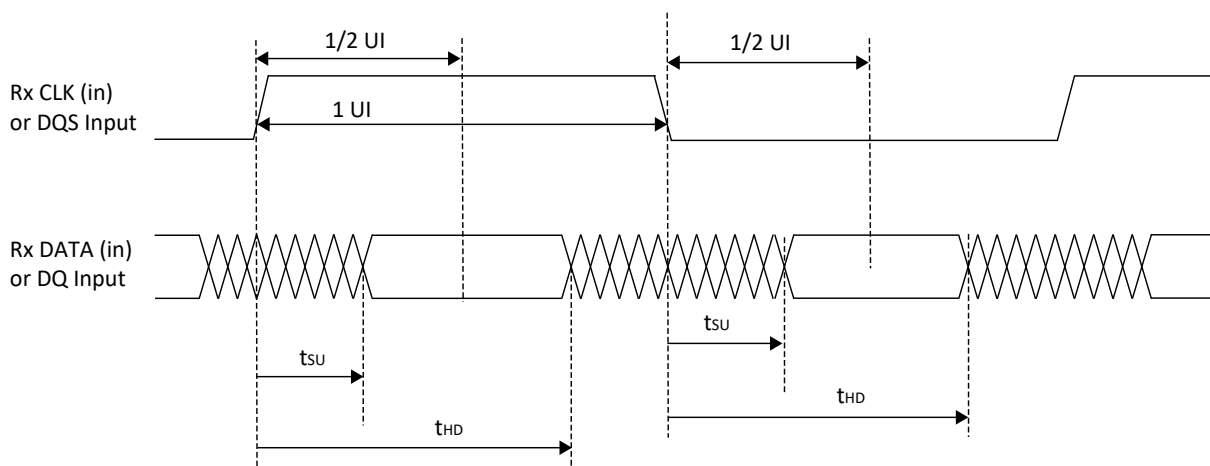 1/2 UI
1/2 UI
Rx CLK (in)
or DQS Input
1 UI
Rx DATA (in)
or DQ Input
tSU
tSU
tHD
tHD